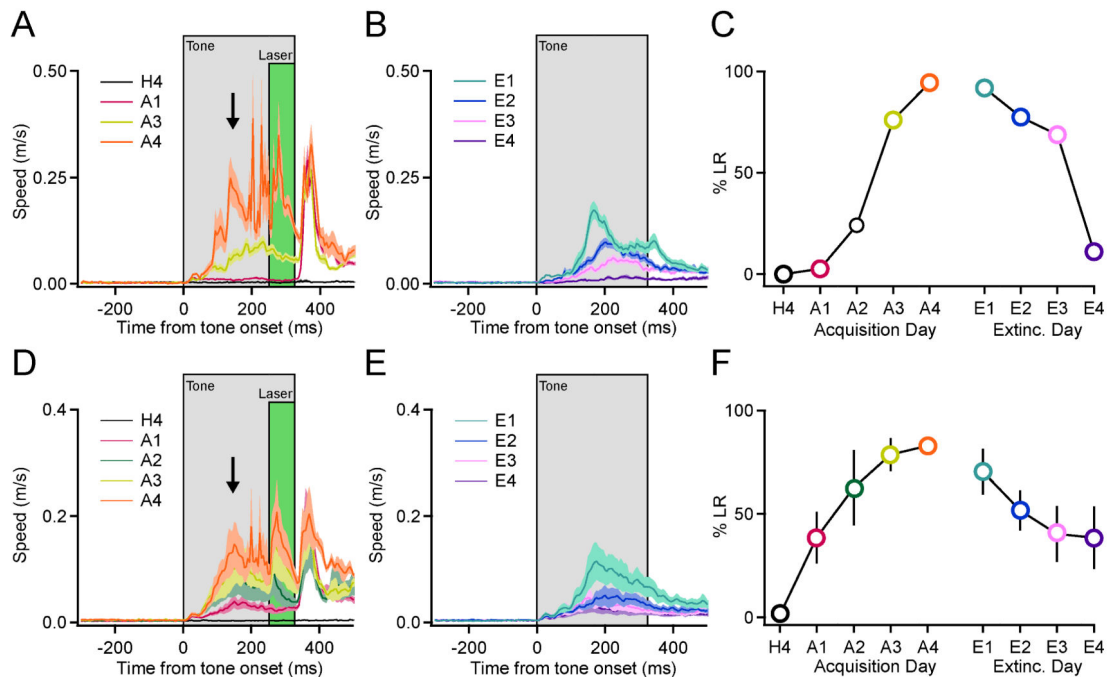 A
Tone
Laser
H4
A1
A3
A4
0.50
0.25
0.00
Speed (m/s)
-200 0 200 400
Time from tone onset (ms)
B
Tone
E1
E2
E3
E4
0.50
0.25
0.00
Speed (m/s)
-200 0 200 400
Time from tone onset (ms)
C
100
50
0
% LR
H4 A1 A2 A3 A4 E1 E2 E3 E4
Acquisition Day Extinc. Day
D
Tone
Laser
H4
A1
A2
A3
A4
0.4
0.2
0.0
Speed (m/s)
-200 0 200 400
Time from tone onset (ms)
E
Tone
E1
E2
E3
E4
0.4
0.2
0.0
Speed (m/s)
-200 0 200 400
Time from tone onset (ms)
F
100
50
0
% LR
H4 A1 A2 A3 A4 E1 E2 E3 E4
Acquisition Day Extinc. Day